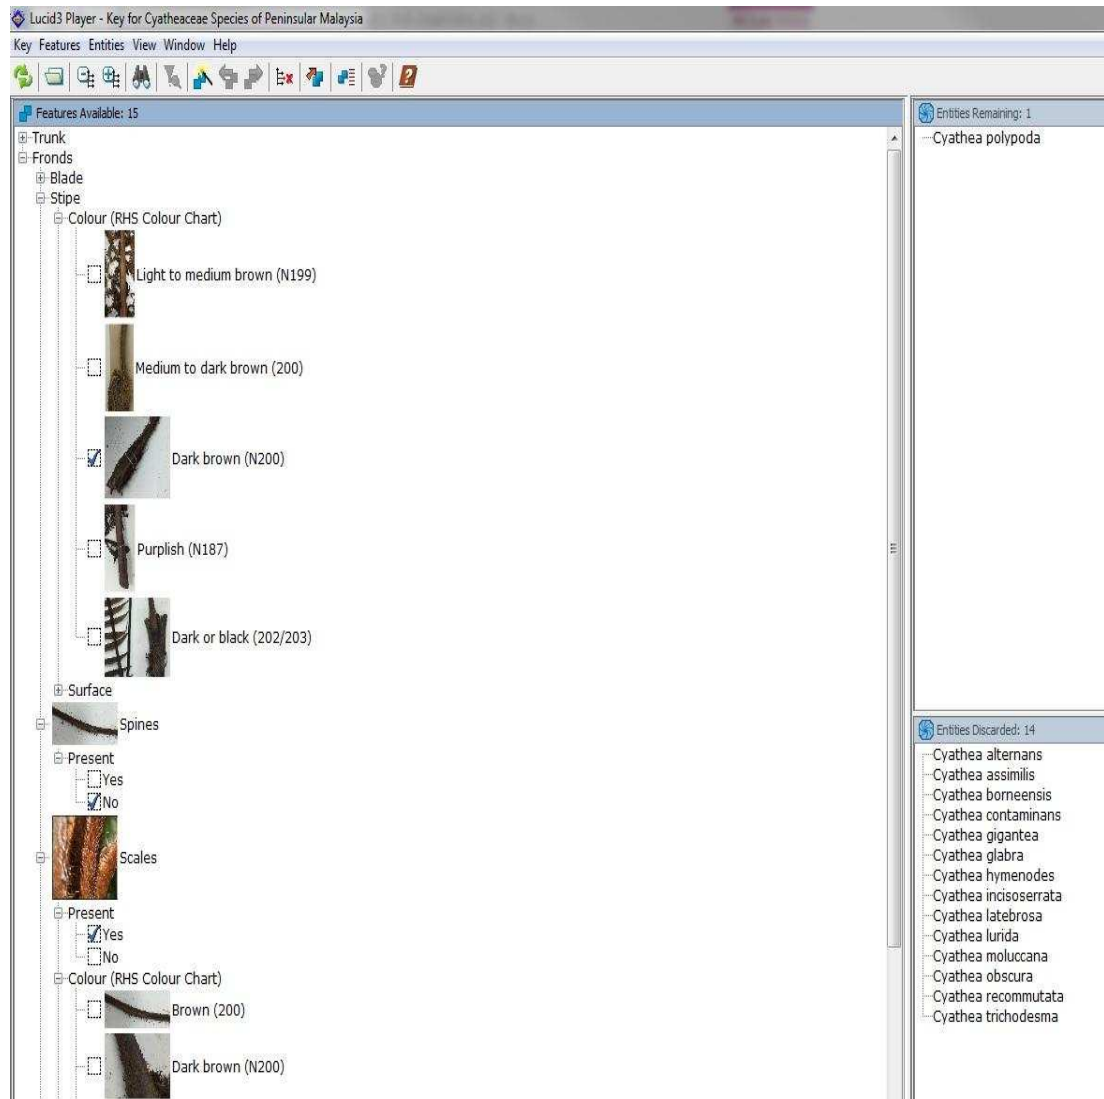 Lucid3 Player - Key for Cyatheaceae Species of Peninsular Malaysia
Key Features Entities View Window Help
Features Available: 15
Trunk
Fronds
Blade
Stipe
Colour (RHS Colour Chart)
Light to medium brown (N199)
Medium to dark brown (200)
Dark brown (N200)
Purplish (N187)
Dark or black (202/203)
Surface
Spines
Present
Yes
No
Scales
Present
Yes
No
Colour (RHS Colour Chart)
Brown (200)
Dark brown (N200)
Entities Remaining: 1
Cyathea polypoda
Entities Discarded: 14
Cyathea alternans
Cyathea assimilis
Cyathea borneensis
Cyathea contaminans
Cyathea gigantea
Cyathea glabra
Cyathea hymenodes
Cyathea incisoserrata
Cyathea latebrosa
Cyathea lurida
Cyathea moluccana
Cyathea obscura
Cyathea recommutata
Cyathea trichodesma